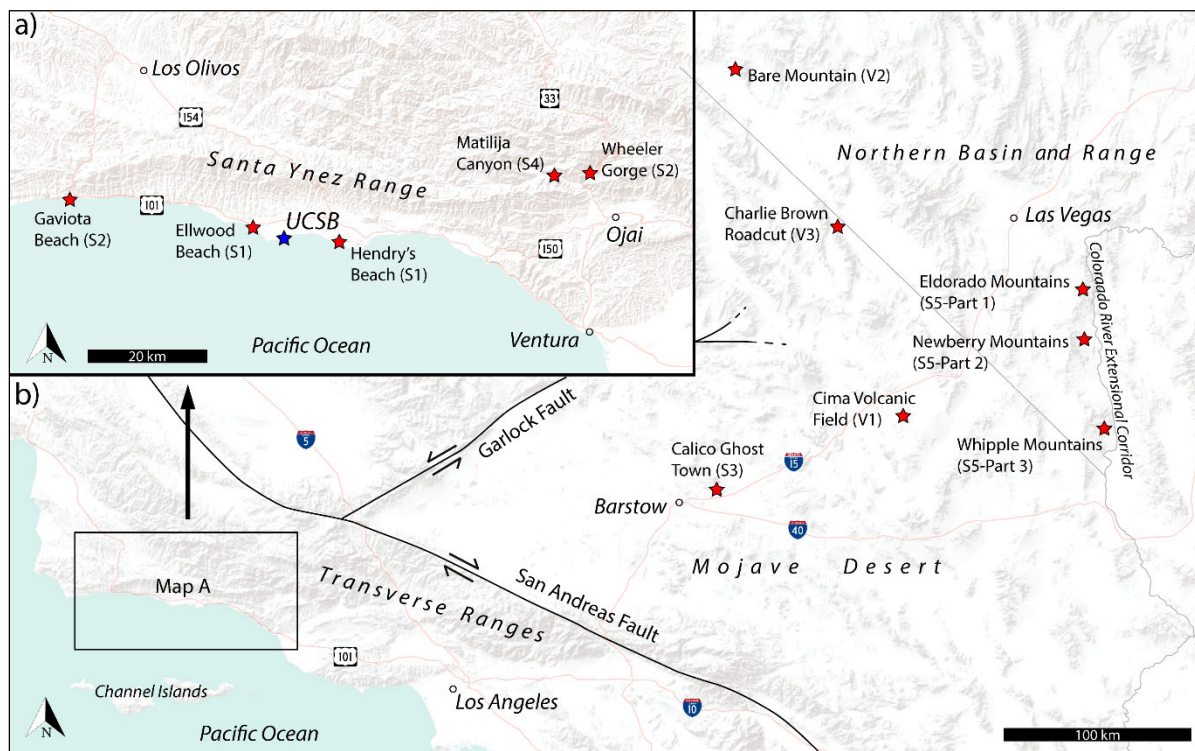 a)
Los Olivos
154
33
Santa Ynez Range
Matilija
Canyon (S4)
Wheeler
Gorge (S2)
Gaviota
Beach (S2)
101
Ellwood
Beach (S1)
UCSB
Hendry's
Beach (S1)
Ojai
150
Ventura
N
20 km
Pacific Ocean
Bare Mountain (V2)
Northern Basin and Range
Charlie Brown
Roadcut (V3)
Las Vegas
Eldorado Mountains
(S5-Part 1)
Coloraado River Extensional Corridor
Newberry Mountains
(S5-Part 2)
Cima Volcanic
Field (V1)
Whipple Mountains
(S5-Part 3)
b)
5
Garlock Fault
Calico Ghost
Town (S3)
15
Barstow
40
Mojave Desert
Map A
Transverse Ranges
San Andreas Fault
101
Channel Islands
Los Angeles
10
N
Pacific Ocean
100 km